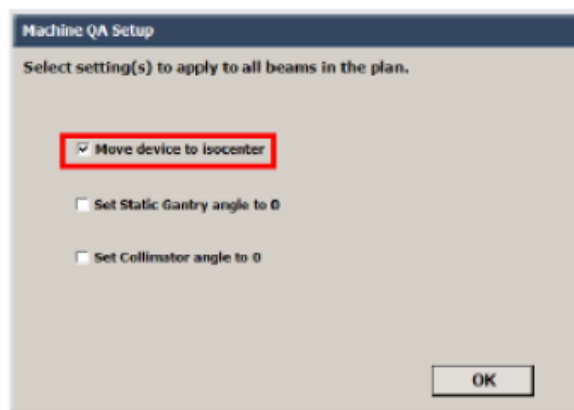 Machine QA Setup
Select setting(s) to apply to all beams in the plan.
Move device to isocenter
Set Static Gantry angle to 0
Set Collimator angle to 0
OK